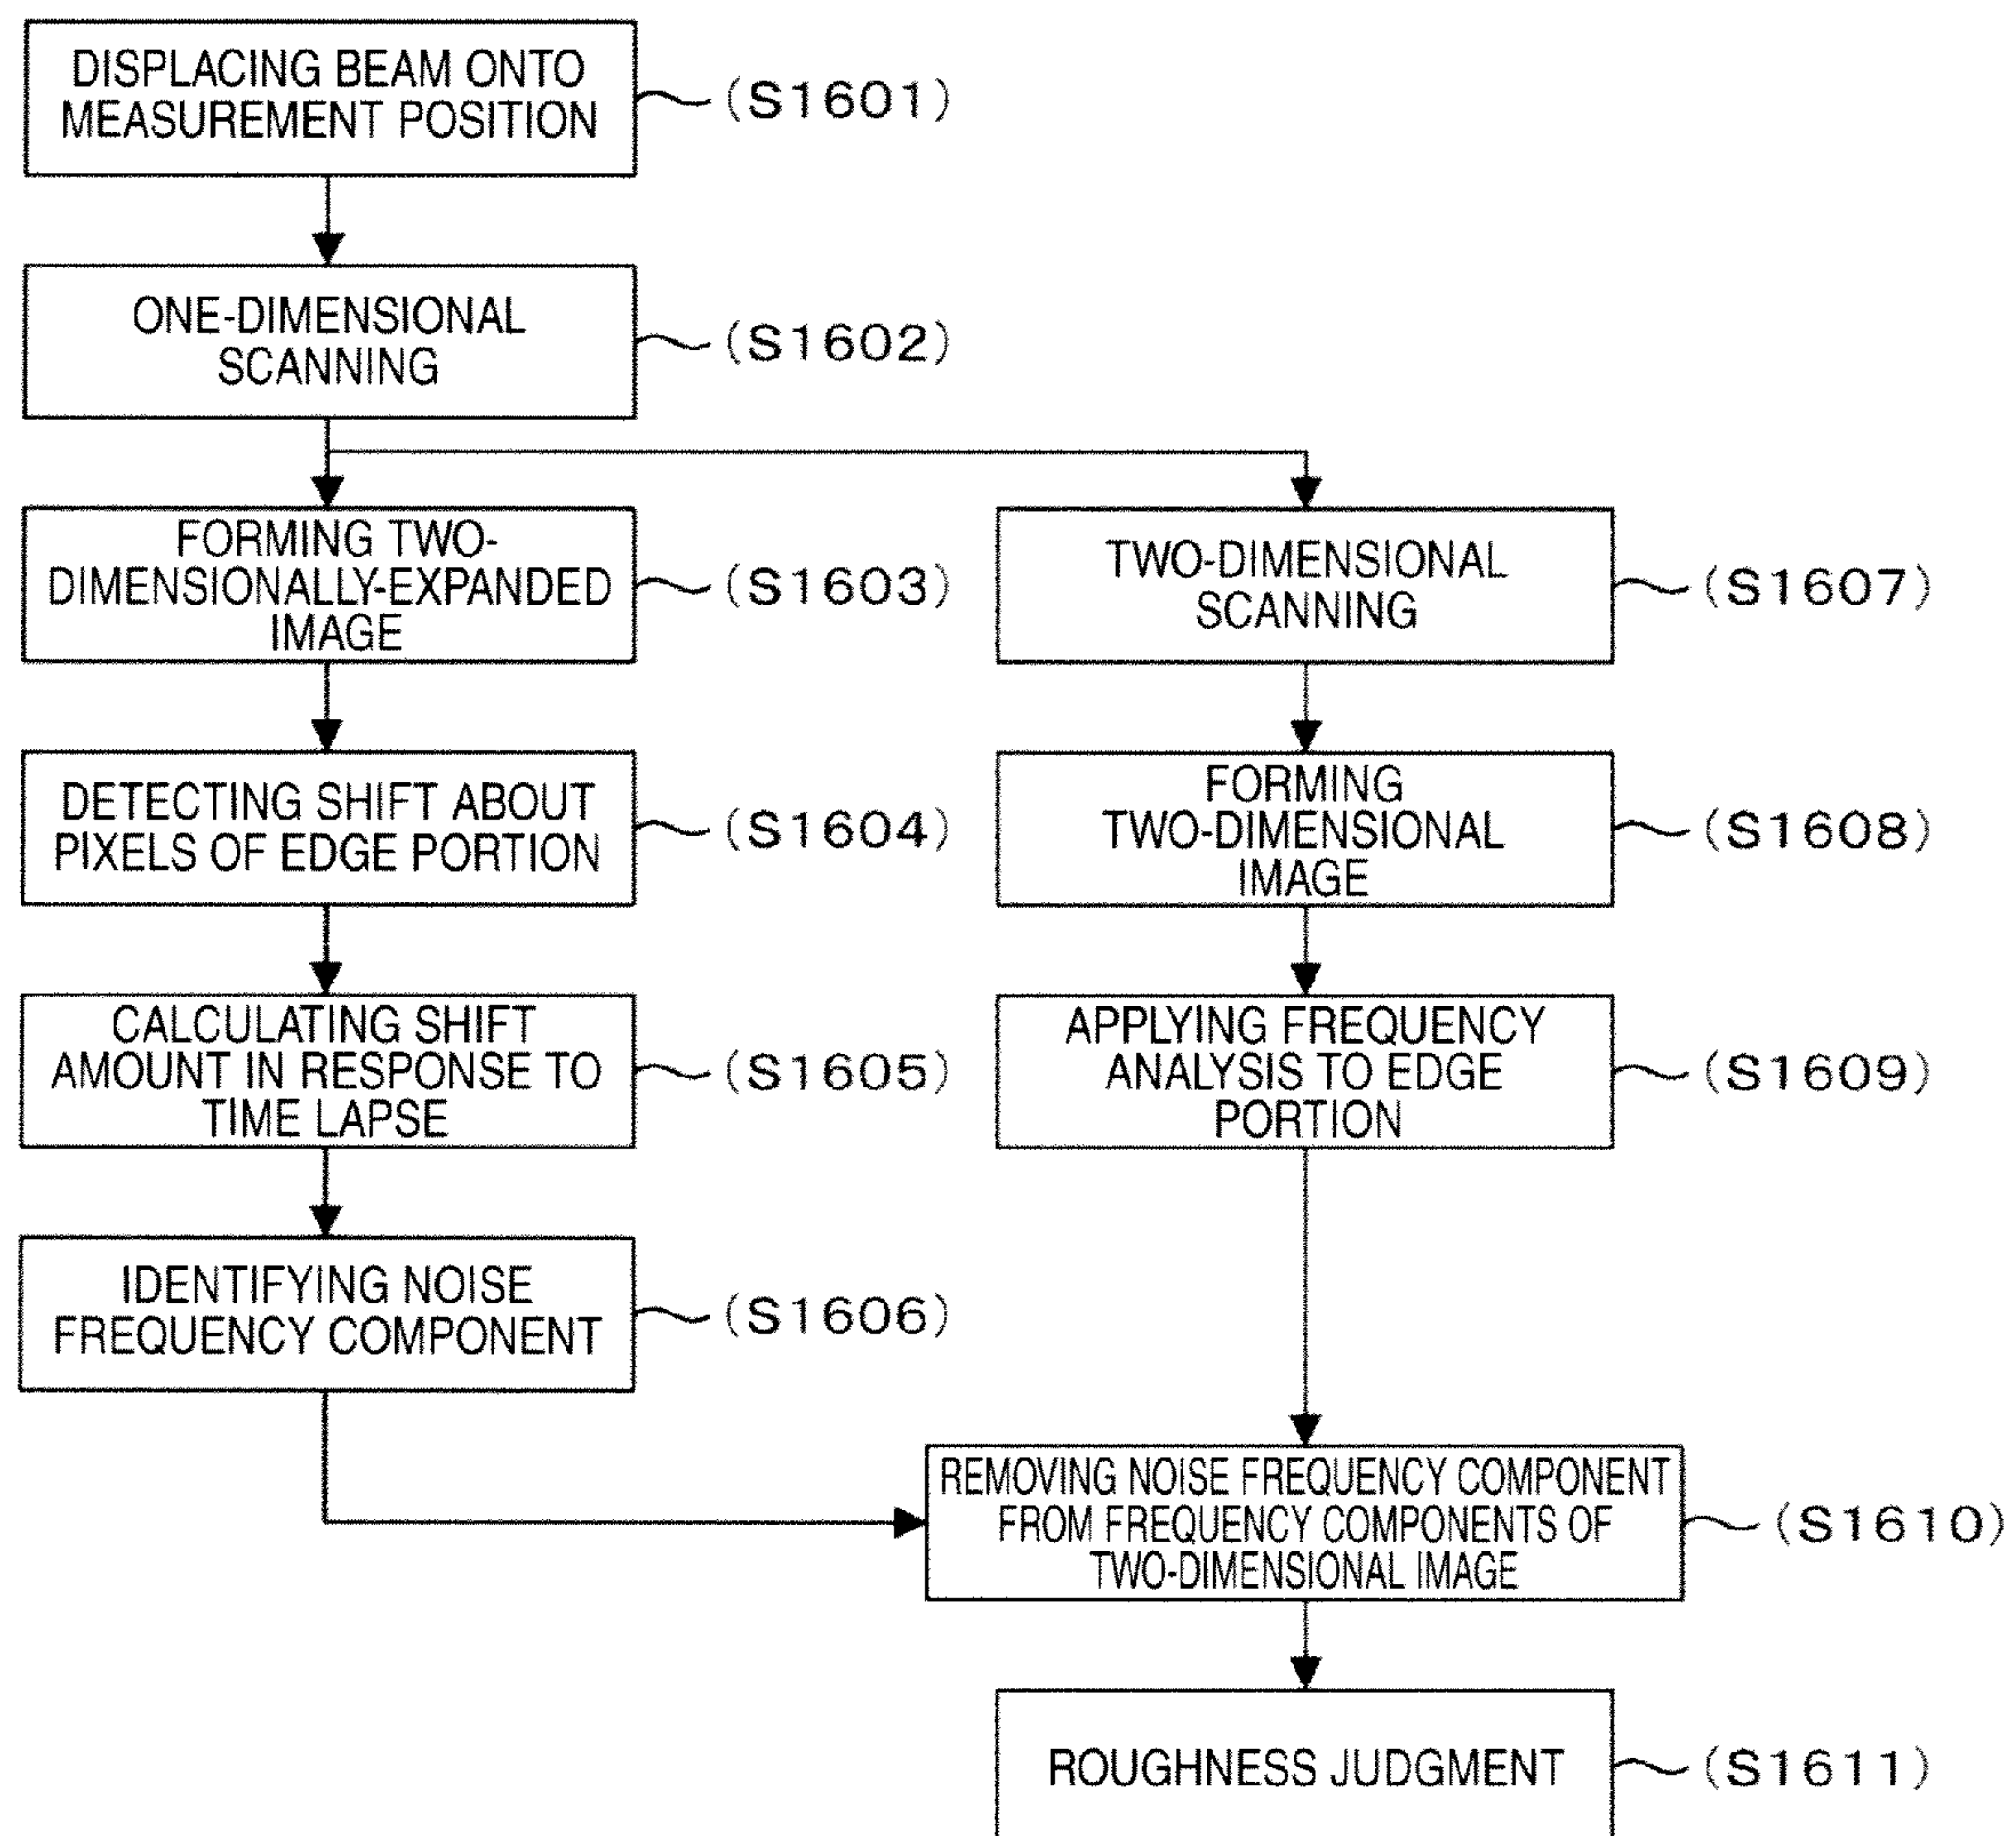 DISPLACING BEAM ONTO
MEASUREMENT POSITION
(S1601)
ONE-DIMENSIONAL
SCANNING
(S1602)
FORMING TWO-
DIMENSIONALLY-EXPANDED
IMAGE
(S1603)
DETECTING SHIFT ABOUT
PIXELS OF EDGE PORTION
(S1604)
CALCULATING SHIFT
AMOUNT IN RESPONSE TO
TIME LAPSE
(S1605)
IDENTIFYING NOISE
FREQUENCY COMPONENT
(S1606)
TWO-DIMENSIONAL
SCANNING
(S1607)
FORMING
TWO-DIMENSIONAL
IMAGE
(S1608)
APPLYING FREQUENCY
ANALYSIS TO EDGE
PORTION
(S1609)
REMOVING NOISE FREQUENCY COMPONENT
FROM FREQUENCY COMPONENTS OF
TWO-DIMENSIONAL IMAGE
(S1610)
ROUGHNESS JUDGMENT
(S1611)